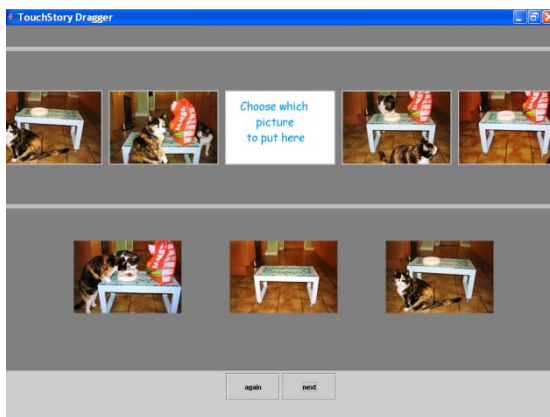 TouchStory Dragger
Choose which
picture
to put here
again
next